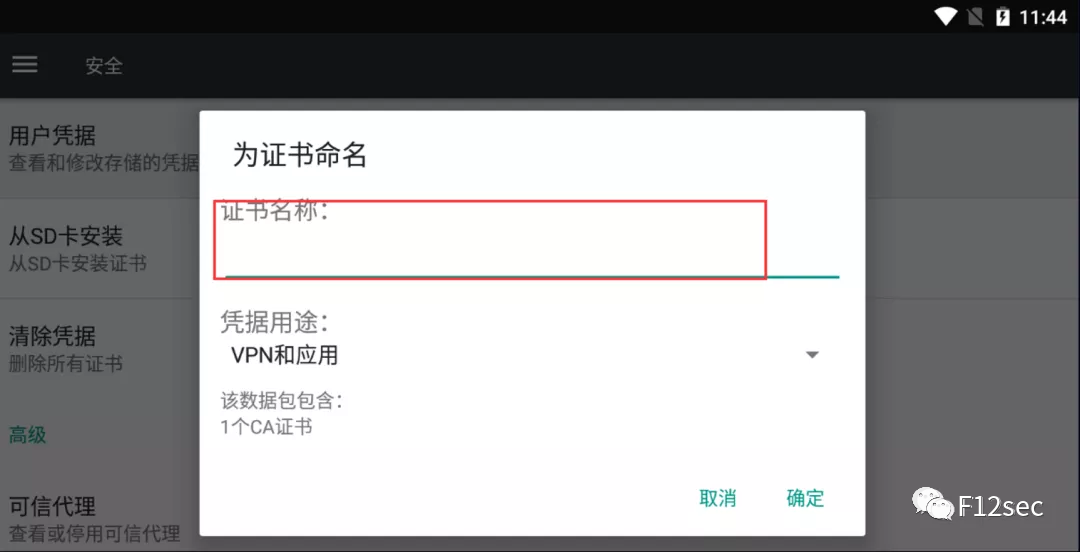 11:44
安全
用户凭据
查看和修改存储的凭据
从SD卡安装
从SD卡安装证书
清除凭据
删除所有证书
高级
可信代理
查看或停用可信代理
为证书命名
证书名称：
凭据用途：
VPN和应用
该数据包包含：
1个CA证书
取消 确定
F12sec